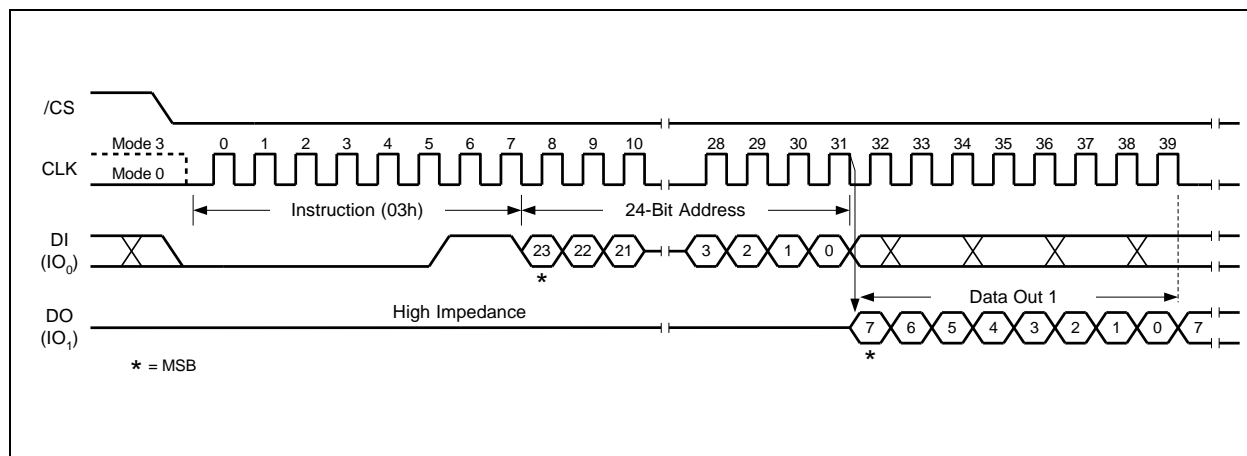 /CS
Mode 3 0 1 2 3 4 5 6 7 8 9 10 28 29 30 31 32 33 34 35 36 37 38 39
CLK
Mode 0
Instruction (03h) 24-Bit Address
DI
(IO0)
23 22 21 3 2 1 0
*
High Impedance Data Out 1
DO
(IO1)
7 6 5 4 3 2 1 0 7
*
* = MSB